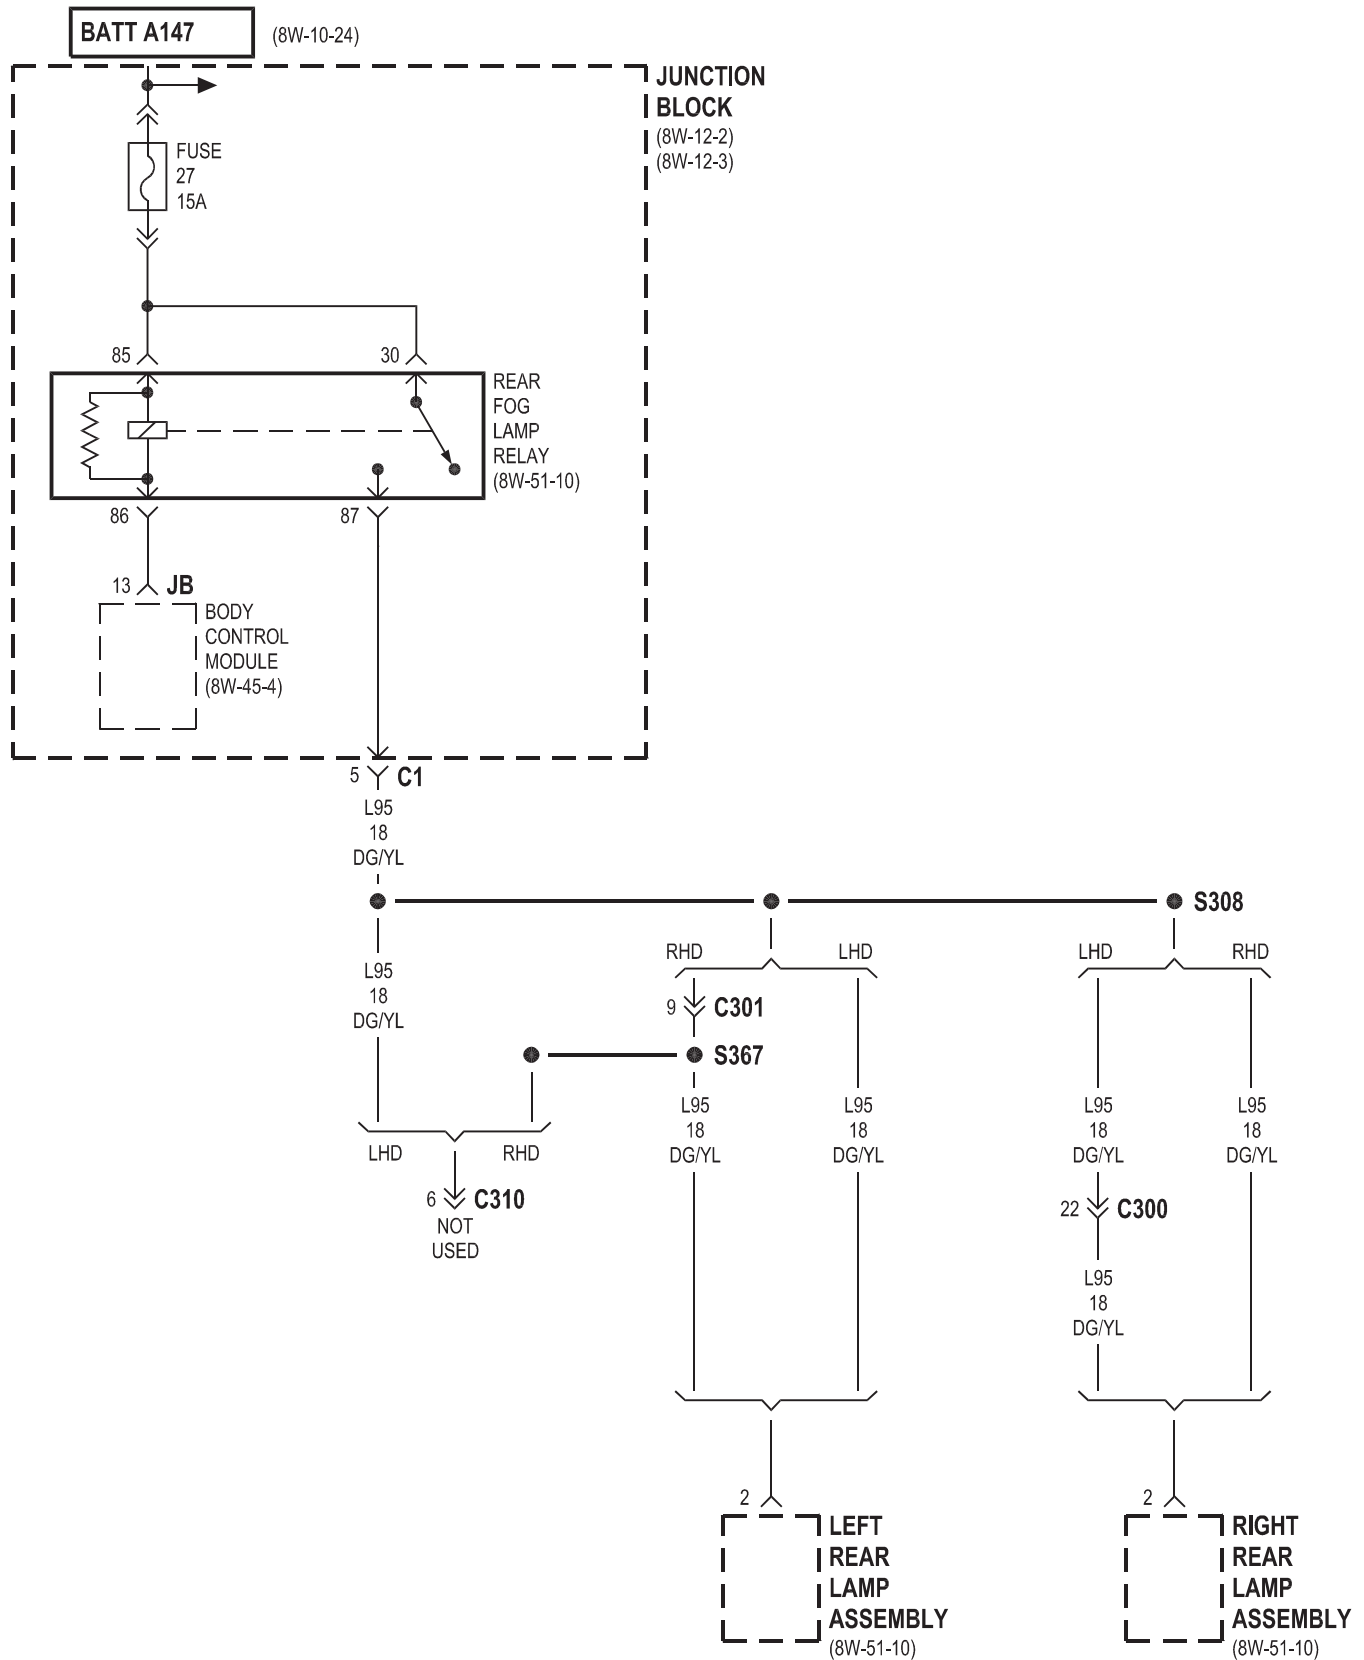 BATT A147
(8W-10-24)
JUNCTION
BLOCK
(8W-12-2)
(8W-12-3)
FUSE
27
15A
85
30
REAR
FOG
LAMP
RELAY
(8W-51-10)
86
87
13
JB
BODY
CONTROL
MODULE
(8W-45-4)
5
C1
L95
18
DG/YL
S308
RHD
LHD
LHD
RHD
L95
18
DG/YL
9
C301
S367
L95
18
DG/YL
L95
18
DG/YL
L95
18
DG/YL
L95
18
DG/YL
LHD
RHD
6
C310
NOT
USED
22
C300
L95
18
DG/YL
2
LEFT
REAR
LAMP
ASSEMBLY
(8W-51-10)
2
RIGHT
REAR
LAMP
ASSEMBLY
(8W-51-10)